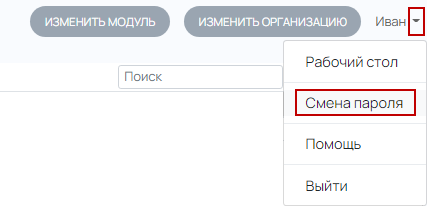 ИЗМЕНИТЬ МОДУЛЬ ИЗМЕНИТЬ ОРГАНИЗАЦИЮ Иван
Поиск
Рабочий стол
Смена пароля
Помощь
Выйти